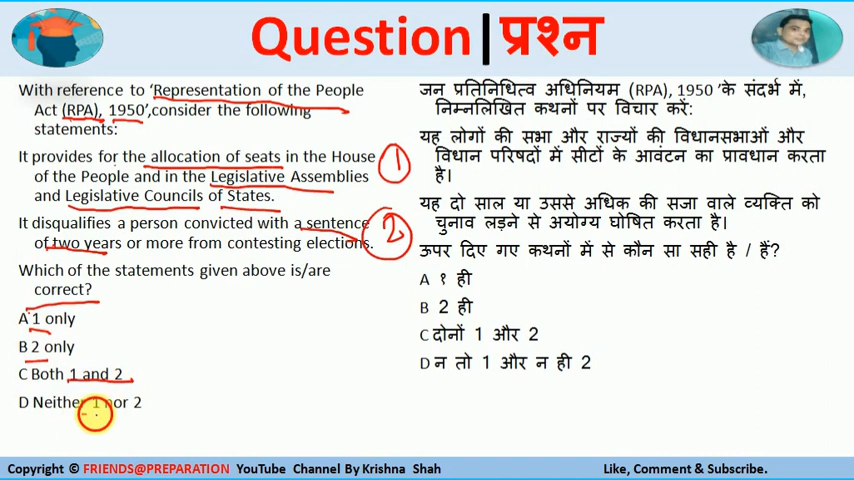 Question|प्रश्न
With reference to ‘Representation of the People
Act (RPA), 1950’,consider the following
statements:
It provides for the allocation of seats in the House
of the People and in the Legislative Assemblies
and Legislative Councils of States.
1
It disqualifies a person convicted with a sentence
of two years or more from contesting elections.
2
Which of the statements given above is/are
correct?
A 1 only
B 2 only
C Both 1 and 2
D Neither 1 nor 2
जन प्रतिनिधित्व अधिनियम (RPA), 1950 'के संदर्भ में,
निम्नलिखित कथनों पर विचार करें:
यह लोगों की सभा और राज्यों की विधानसभाओं और
विधान परिषदों में सीटों के आवंटन का प्रावधान करता
है।
यह दो साल या उससे अधिक की सजा वाले व्यक्ति को
चुनाव लड़ने से अयोग्य घोषित करता है।
ऊपर दिए गए कथनों में से कौन सा सही है / हैं?
A १ ही
B 2 ही
C दोनों 1 और 2
D न तो 1 और न ही 2
Copyright © FRIENDS@PREPARATION YouTube Channel By Krishna Shah
Like, Comment & Subscribe.